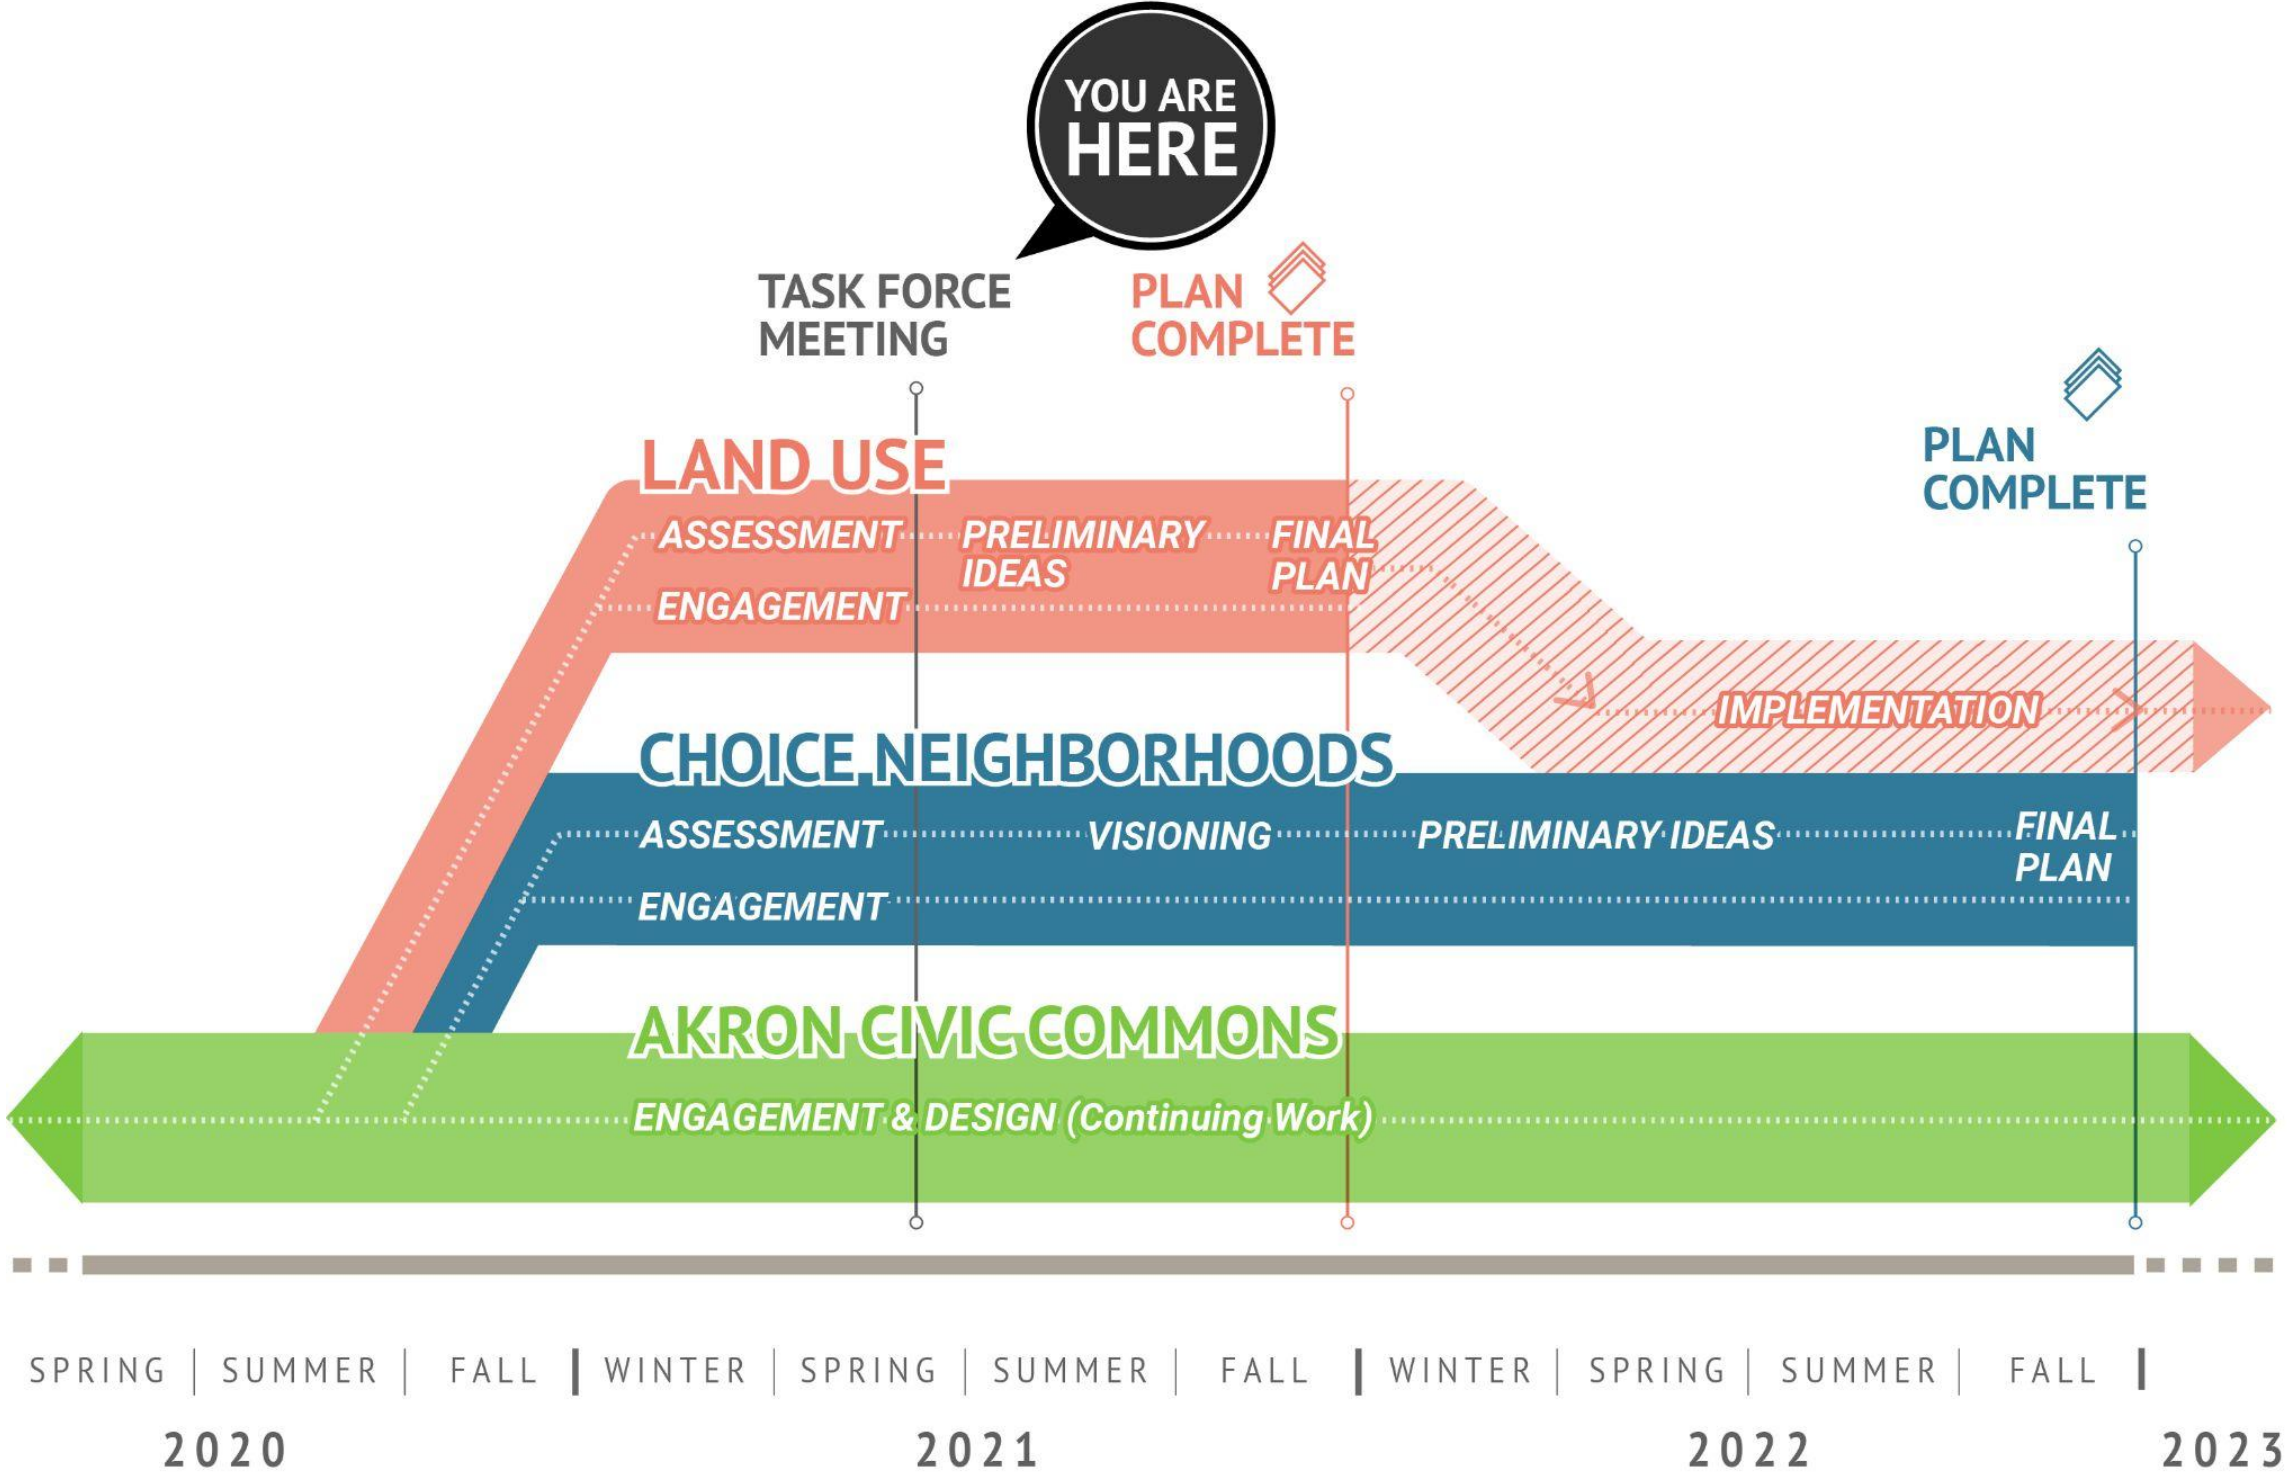 YOU ARE
HERE
TASK FORCE
MEETING
PLAN
COMPLETE
PLAN
COMPLETE
LAND USE
ASSESSMENT
PRELIMINARY
IDEAS
FINAL
PLAN
ENGAGEMENT
IMPLEMENTATION
CHOICE NEIGHBORHOODS
ASSESSMENT
VISIONING
PRELIMINARY IDEAS
FINAL
PLAN
ENGAGEMENT
AKRON CIVIC COMMONS
ENGAGEMENT & DESIGN (Continuing Work)
SPRING | SUMMER | FALL | WINTER | SPRING | SUMMER | FALL | WINTER | SPRING | SUMMER | FALL |
2020 2021 2022 2023